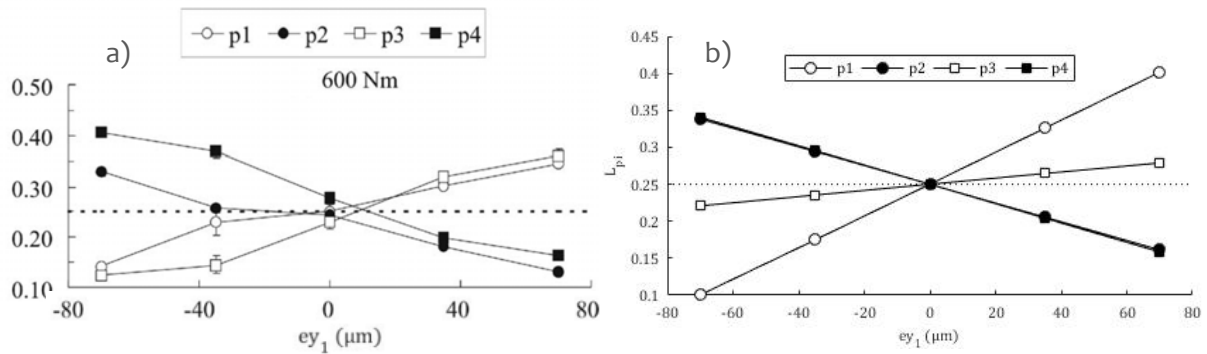 a)
p1 p2 p3 p4
600 Nm
0.50
0.40
0.30
0.20
0.10
-80 -40 0 40 80
ey1 (μm)
b)
p1 p2 p3 p4
Lpi
0.45
0.4
0.35
0.3
0.25
0.2
0.15
0.1
-80 -60 -40 -20 0 20 40 60 80
ey1 (μm)